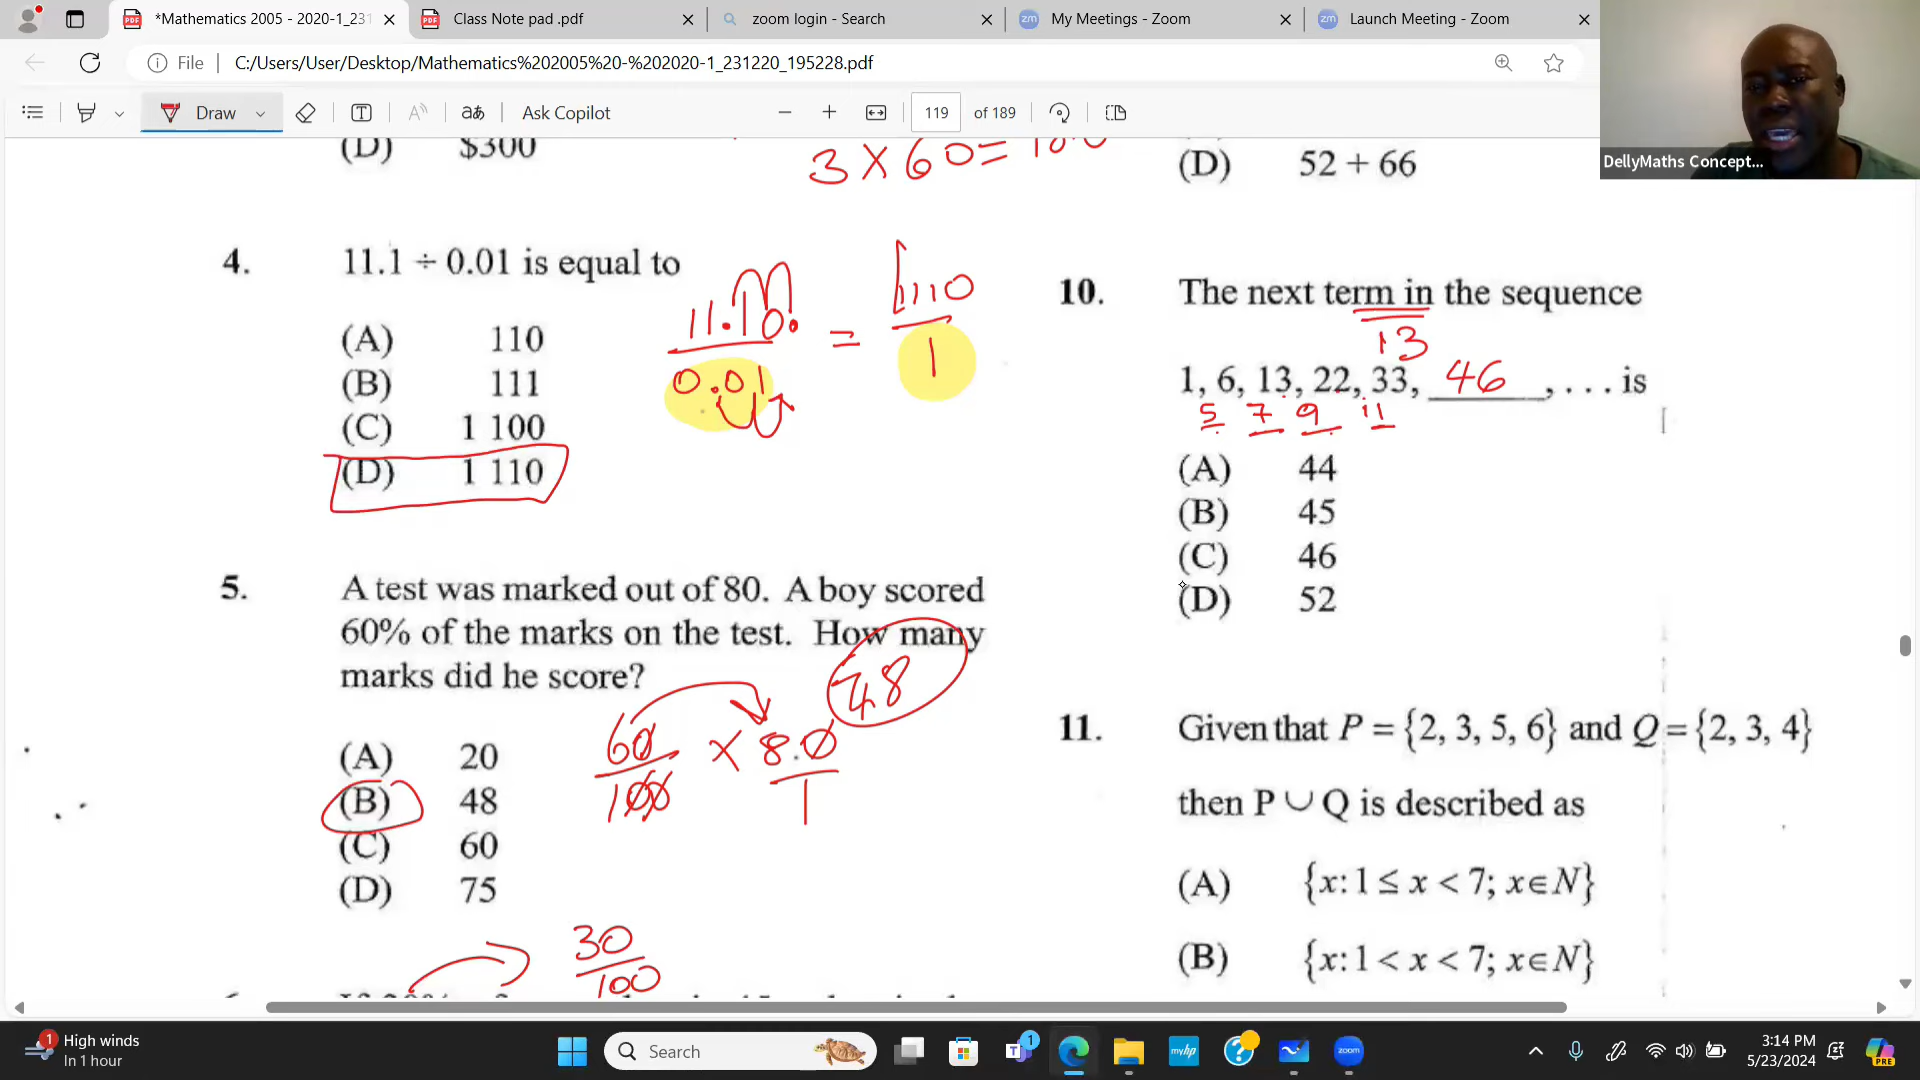 *Mathematics 2005 - 2020-1_231
Class Note pad .pdf
zoom login - Search
My Meetings - Zoom
Launch Meeting - Zoom
File
C:/Users/User/Desktop/Mathematics%202005%20-%202020-1_231220_195228.pdf
Draw
Ask Copilot
119 of 189
DellyMaths Concept...
(D) $300
3 X 60 = 180
4. 11.1 ÷ 0.01 is equal to
(A) 110
(B) 111
(C) 1 100
(D) 1 110
11.10.
0.01
=
1110
1
5. A test was marked out of 80. A boy scored
60% of the marks on the test. How many
marks did he score?
48
(A) 20
(B) 48
(C) 60
(D) 75
60
100
X
80
1
30
100
(D) 52 + 66
10. The next term in the sequence
13
1, 6, 13, 22, 33, 46, . . . is
5 7 9 11
(A) 44
(B) 45
(C) 46
(D) 52
11. Given that P = {2, 3, 5, 6} and Q = {2, 3, 4}
then P ∪ Q is described as
(A) {x: 1 ≤ x < 7; x∈N}
(B) {x: 1 < x < 7; x∈N}
1
High winds
In 1 hour
Search
1
myhp
zoom
3:14 PM
5/23/2024
PRE